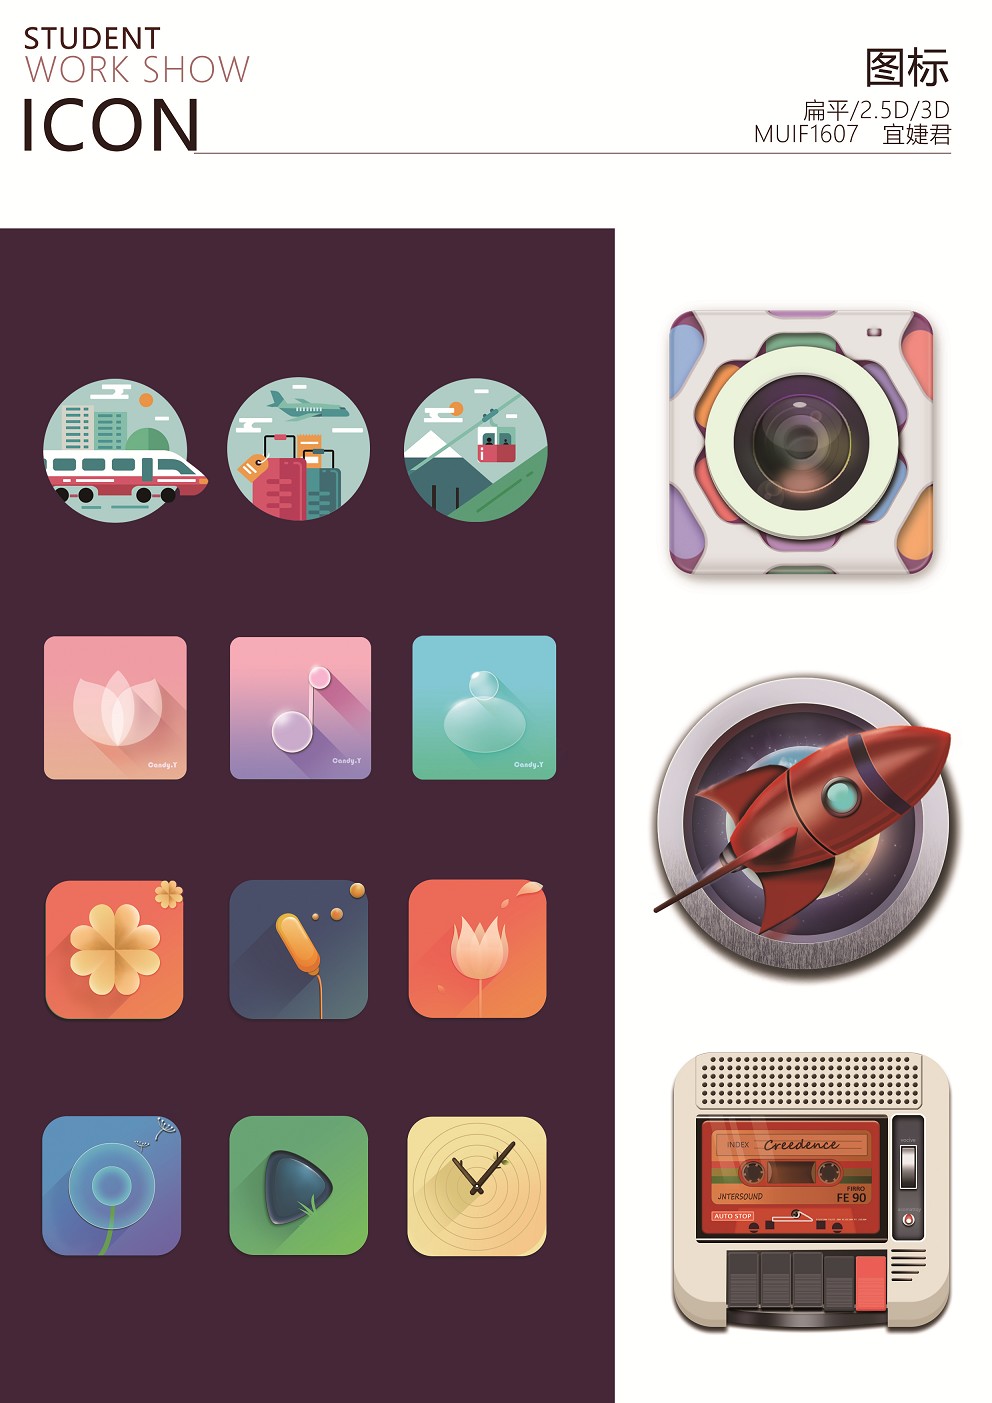 STUDENT
WORK SHOW
ICON
图标
扁平/2.5D/3D
MUIF1607 宜婕君
Candy.Y
Candy.Y
Candy.Y
INDEX Creedence
JNTERSOUND
FIRRO
FE 90
AUTO STOP